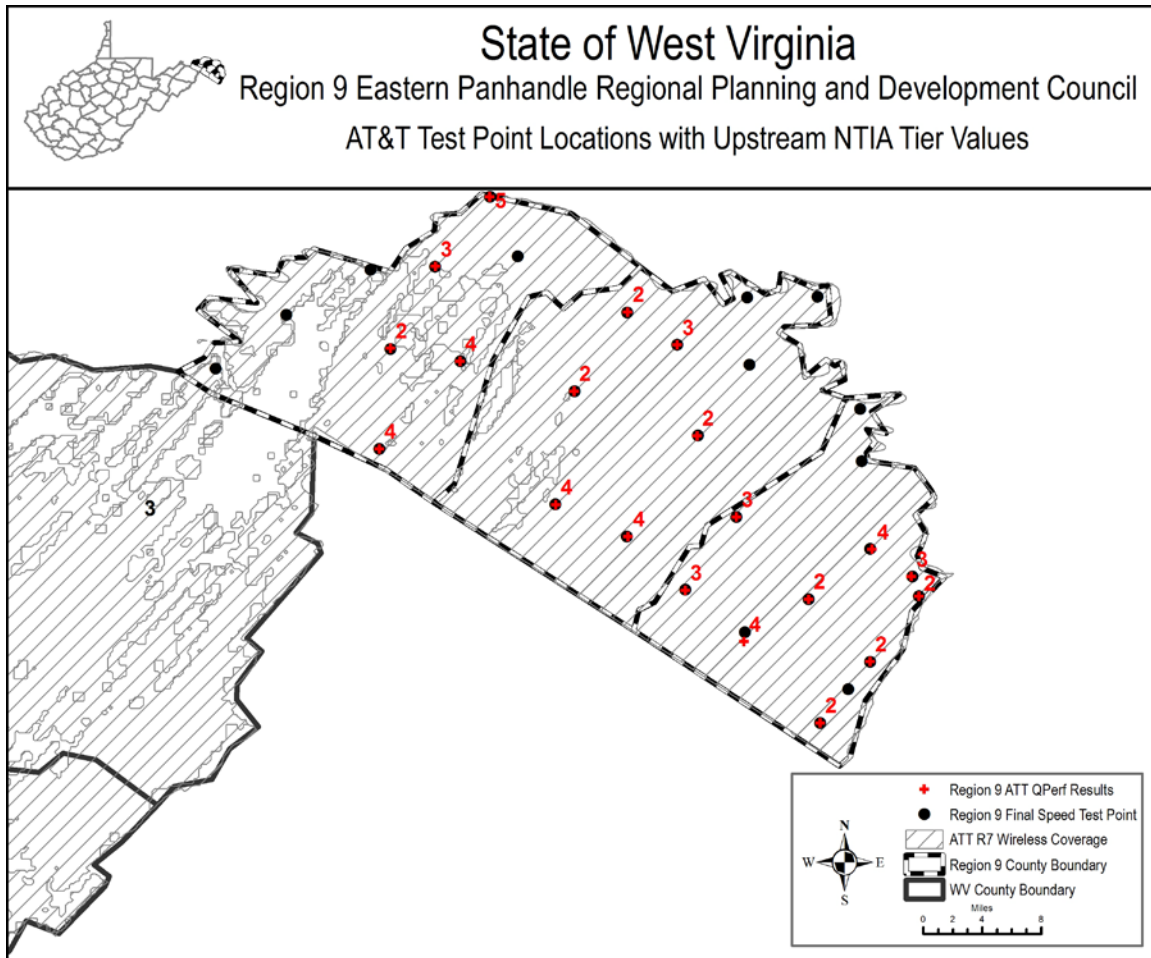 State of West Virginia
Region 9 Eastern Panhandle Regional Planning and Development Council
AT&T Test Point Locations with Upstream NTIA Tier Values
5
3
2
2
3
4
2
2
4
4
3
3
4
4
3
2
3
2
4
2
2
Region 9 ATT QPerf Results
Region 9 Final Speed Test Point
ATT R7 Wireless Coverage
Region 9 County Boundary
WV County Boundary
N
W E
S
Miles
0 2 4 8